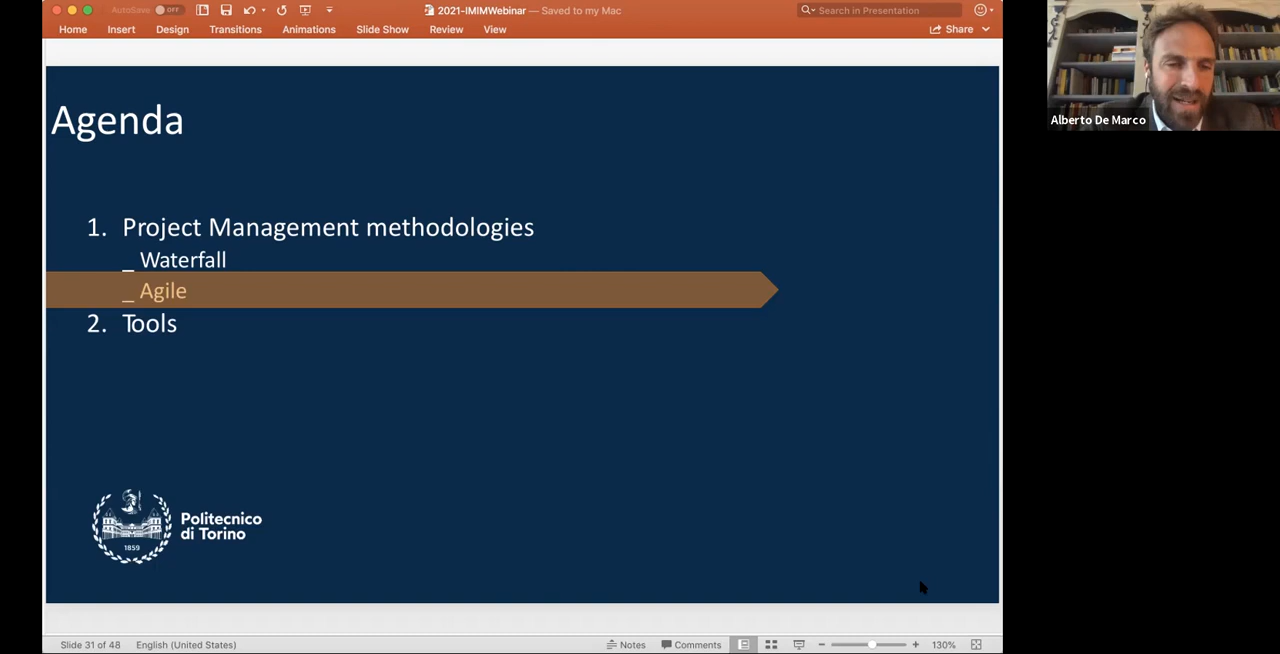 AutoSave OFF
2021-IMIMWebinar — Saved to my Mac
Search in Presentation
Home Insert Design Transitions Animations Slide Show Review View Share
Alberto De Marco
Agenda
1. Project Management methodologies
_ Waterfall
_ Agile
2. Tools
Politecnico
di Torino
1859
Slide 31 of 48 English (United States) Notes Comments 130%